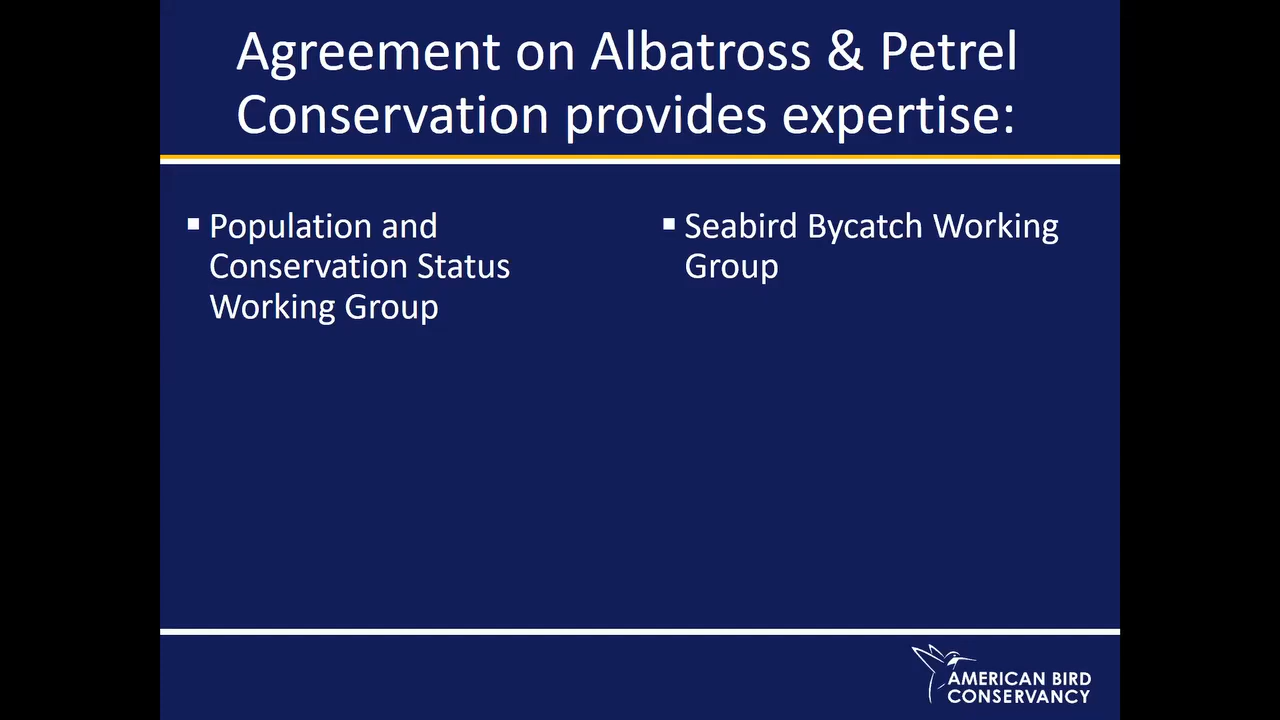 Agreement on Albatross & Petrel
Conservation provides expertise:
▪ Population and
Conservation Status
Working Group
▪ Seabird Bycatch Working
Group
AMERICAN BIRD
CONSERVANCY